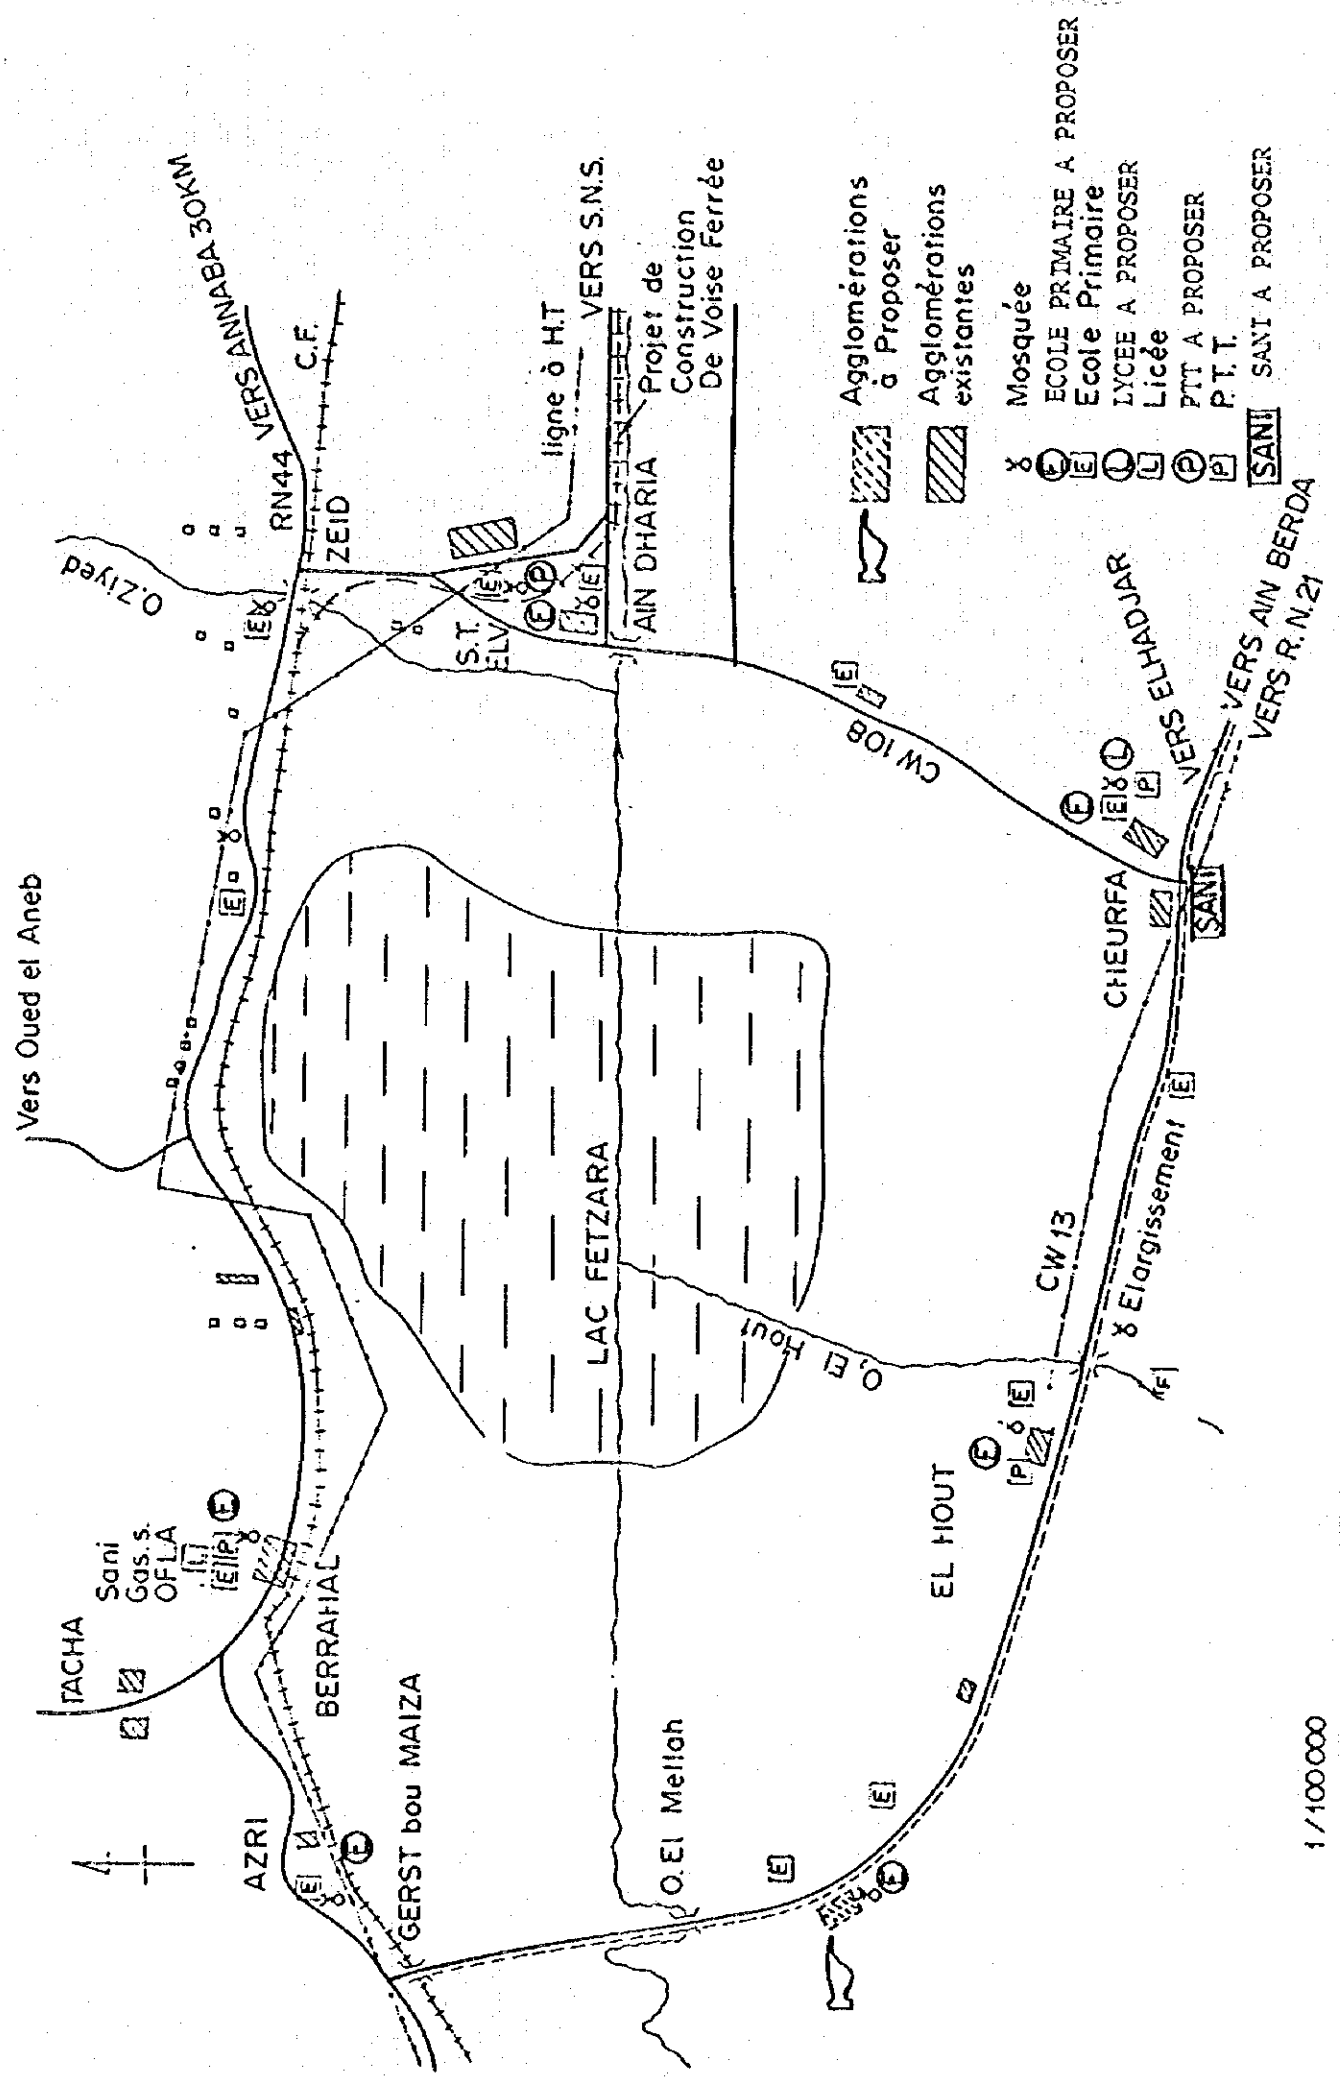 Vers Oued el Aneb
O.Ziyed
VERS ANNABA 30KM
RN44
C.F.
ZEID
E
E
TACHA
Sani
Gas. s.
OFLA
L
E P E
BERRAHAL
AZRI
E
E
GERST bou MAIZA
S.T.
ELV
E
P
E
E
AIN DHARIA
ligne à H.T
VERS S.N.S.
Projet de
Construction
De Voise Ferrée
LAC FETZARA
O. El Mellah
O, El Hout
CW 108
E
E
E L
P
CHEURFA
SANI
VERS ELHADJAR
VERS AIN BERDA
VERS R.N.21
CW 13
Elargissement
E
EL HOUT
E
P
E
E
E
E
Agglomérations
à Proposer
Agglomérations
existantes
Mosquée
E ECOLE PRIMAIRE A PROPOSER
E Ecole Primaire
L LYCEE A PROPOSER
L Licée
P PTT A PROPOSER
P P.T.T.
SANI SANI A PROPOSER
1/100000